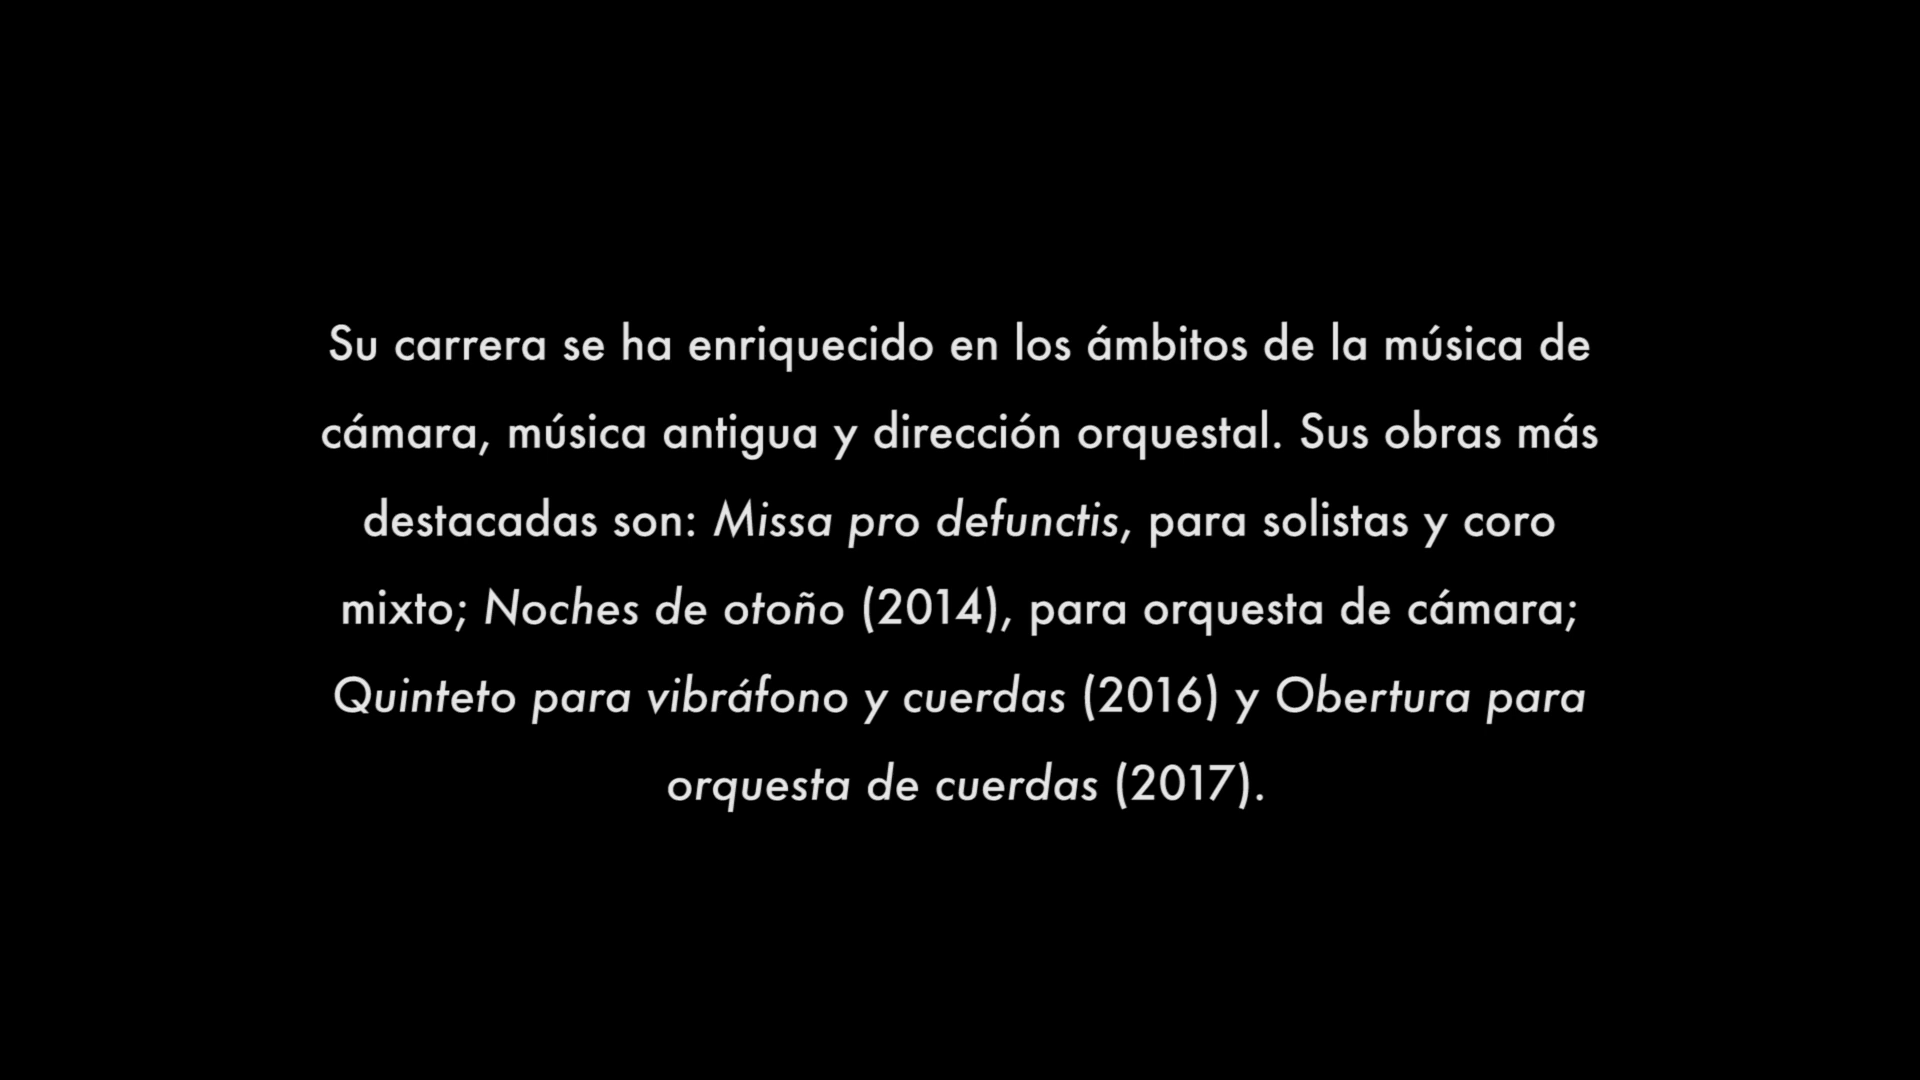 Su carrera se ha enriquecido en los ámbitos de la música de
cámara, música antigua y dirección orquestal. Sus obras más
destacadas son: Missa pro defunctis, para solistas y coro
mixto; Noches de otoño (2014), para orquesta de cámara;
Quinteto para vibráfono y cuerdas (2016) y Obertura para
orquesta de cuerdas (2017).